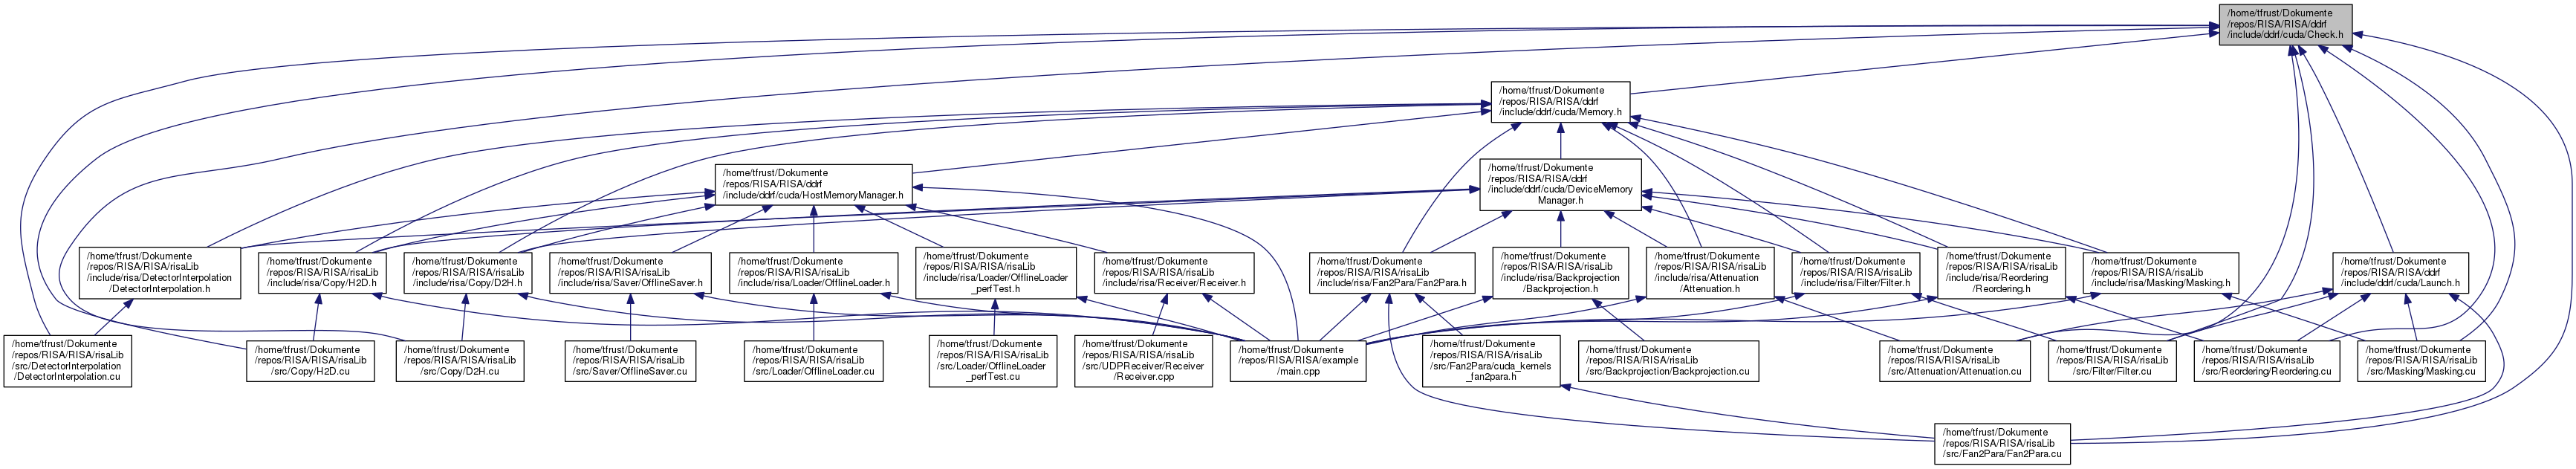 /home/tfrust/Dokumente
/repos/RISA/RISA/ddrf
/include/ddrf/cuda/Check.h
/home/tfrust/Dokumente
/repos/RISA/RISA/ddrf
/include/ddrf/cuda/Memory.h
/home/tfrust/Dokumente
/repos/RISA/RISA/ddrf
/include/ddrf/cuda/HostMemoryManager.h
/home/tfrust/Dokumente
/repos/RISA/RISA/ddrf
/include/ddrf/cuda/DeviceMemory
Manager.h
/home/tfrust/Dokumente
/repos/RISA/RISA/risaLib
/include/risa/DetectorInterpolation
/DetectorInterpolation.h
/home/tfrust/Dokumente
/repos/RISA/RISA/risaLib
/include/risa/Copy/H2D.h
/home/tfrust/Dokumente
/repos/RISA/RISA/risaLib
/include/risa/Copy/D2H.h
/home/tfrust/Dokumente
/repos/RISA/RISA/risaLib
/include/risa/Saver/OfflineSaver.h
/home/tfrust/Dokumente
/repos/RISA/RISA/risaLib
/include/risa/Loader/OfflineLoader.h
/home/tfrust/Dokumente
/repos/RISA/RISA/risaLib
/include/risa/Loader/OfflineLoader
_perfTest.h
/home/tfrust/Dokumente
/repos/RISA/RISA/risaLib
/include/risa/Receiver/Receiver.h
/home/tfrust/Dokumente
/repos/RISA/RISA/risaLib
/include/risa/Fan2Para/Fan2Para.h
/home/tfrust/Dokumente
/repos/RISA/RISA/risaLib
/include/risa/Backprojection
/Backprojection.h
/home/tfrust/Dokumente
/repos/RISA/RISA/risaLib
/include/risa/Attenuation
/Attenuation.h
/home/tfrust/Dokumente
/repos/RISA/RISA/risaLib
/include/risa/Filter/Filter.h
/home/tfrust/Dokumente
/repos/RISA/RISA/risaLib
/include/risa/Reordering
/Reordering.h
/home/tfrust/Dokumente
/repos/RISA/RISA/risaLib
/include/risa/Masking/Masking.h
/home/tfrust/Dokumente
/repos/RISA/RISA/ddrf
/include/ddrf/cuda/Launch.h
/home/tfrust/Dokumente
/repos/RISA/RISA/risaLib
/src/DetectorInterpolation
/DetectorInterpolation.cu
/home/tfrust/Dokumente
/repos/RISA/RISA/risaLib
/src/Copy/H2D.cu
/home/tfrust/Dokumente
/repos/RISA/RISA/risaLib
/src/Copy/D2H.cu
/home/tfrust/Dokumente
/repos/RISA/RISA/risaLib
/src/Saver/OfflineSaver.cu
/home/tfrust/Dokumente
/repos/RISA/RISA/risaLib
/src/Loader/OfflineLoader.cu
/home/tfrust/Dokumente
/repos/RISA/RISA/risaLib
/src/Loader/OfflineLoader
_perfTest.cu
/home/tfrust/Dokumente
/repos/RISA/RISA/risaLib
/src/UDPReceiver/Receiver
/Receiver.cpp
/home/tfrust/Dokumente
/repos/RISA/RISA/example
/main.cpp
/home/tfrust/Dokumente
/repos/RISA/RISA/risaLib
/src/Fan2Para/cuda_kernels
_fan2para.h
/home/tfrust/Dokumente
/repos/RISA/RISA/risaLib
/src/Backprojection/Backprojection.cu
/home/tfrust/Dokumente
/repos/RISA/RISA/risaLib
/src/Attenuation/Attenuation.cu
/home/tfrust/Dokumente
/repos/RISA/RISA/risaLib
/src/Filter/Filter.cu
/home/tfrust/Dokumente
/repos/RISA/RISA/risaLib
/src/Reordering/Reordering.cu
/home/tfrust/Dokumente
/repos/RISA/RISA/risaLib
/src/Masking/Masking.cu
/home/tfrust/Dokumente
/repos/RISA/RISA/risaLib
/src/Fan2Para/Fan2Para.cu